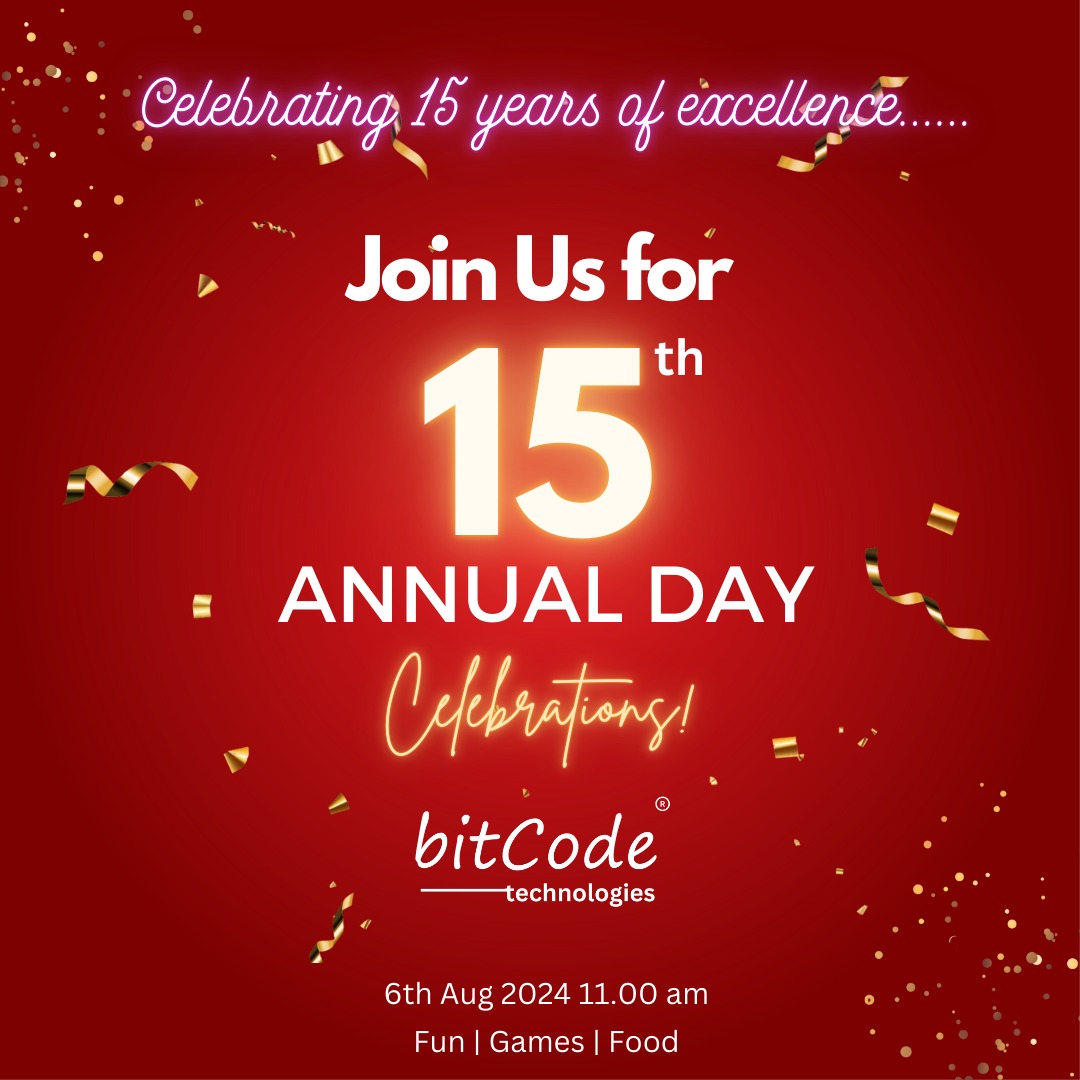 Celebrating 15 years of excellence......
Join Us for
15th
ANNUAL DAY
Celebrations!
bitCode®
technologies
6th Aug 2024 11.00 am
Fun | Games | Food